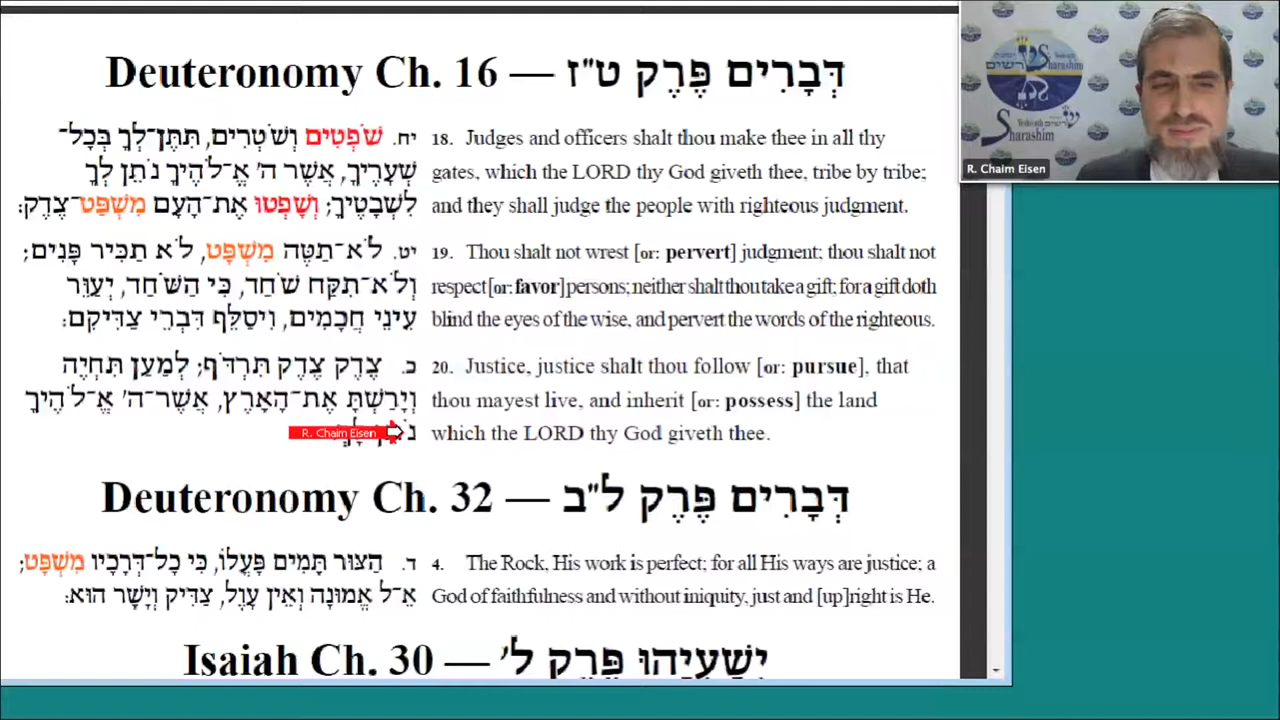 Deuteronomy Ch. 16 — דְּבָרִים פֶּרֶק ט"ז
יח. שֹׁפְטִים וְשֹׁטְרִים, תִּתֶּן־לְךָ בְּכָל־
שְׁעָרֶיךָ, אֲשֶׁר ה' אֱ־לֹהֶיךָ נֹתֵן לְךָ
לִשְׁבָטֶיךָ; וְשָׁפְטוּ אֶת־הָעָם מִשְׁפַּט־צֶדֶק:
18. Judges and officers shalt thou make thee in all thy
gates, which the LORD thy God giveth thee, tribe by tribe;
and they shall judge the people with righteous judgment.
יט. לֹא־תַטֶּה מִשְׁפָּט, לֹא תַכִּיר פָּנִים;
וְלֹא־תִקַּח שֹׁחַד, כִּי הַשֹּׁחַד, יְעַוֵּר
עֵינֵי חֲכָמִים, וִיסַלֵּף דִּבְרֵי צַדִּיקִם:
19. Thou shalt not wrest [or: pervert] judgment; thou shalt not
respect [or: favor] persons; neither shalt thou take a gift; for a gift doth
blind the eyes of the wise, and pervert the words of the righteous.
כ. צֶדֶק צֶדֶק תִּרְדֹּף; לְמַעַן תִּחְיֶה
וְיָרַשְׁתָּ אֶת־הָאָרֶץ, אֲשֶׁר־ה' אֱ־לֹהֶיךָ
R. Chaim Eisen
20. Justice, justice shalt thou follow [or: pursue], that
thou mayest live, and inherit [or: possess] the land
which the LORD thy God giveth thee.
Deuteronomy Ch. 32 — דְּבָרִים פֶּרֶק ל"ב
ד. הַצּוּר תָּמִים פָּעֳלוֹ, כִּי כָל־דְּרָכָיו מִשְׁפָּט;
אֵ־ל אֱמוּנָה וְאֵין עָוֶל, צַדִּיק וְיָשָׁר הוּא:
4. The Rock, His work is perfect; for all His ways are justice; a
God of faithfulness and without iniquity, just and [up]right is He.
Isaiah Ch. 30 — יְשַׁעְיָהוּ פֶּרֶק ל'
Sharashim
שרשים
Yeshivath
Sharashim
R. Chaim Eisen